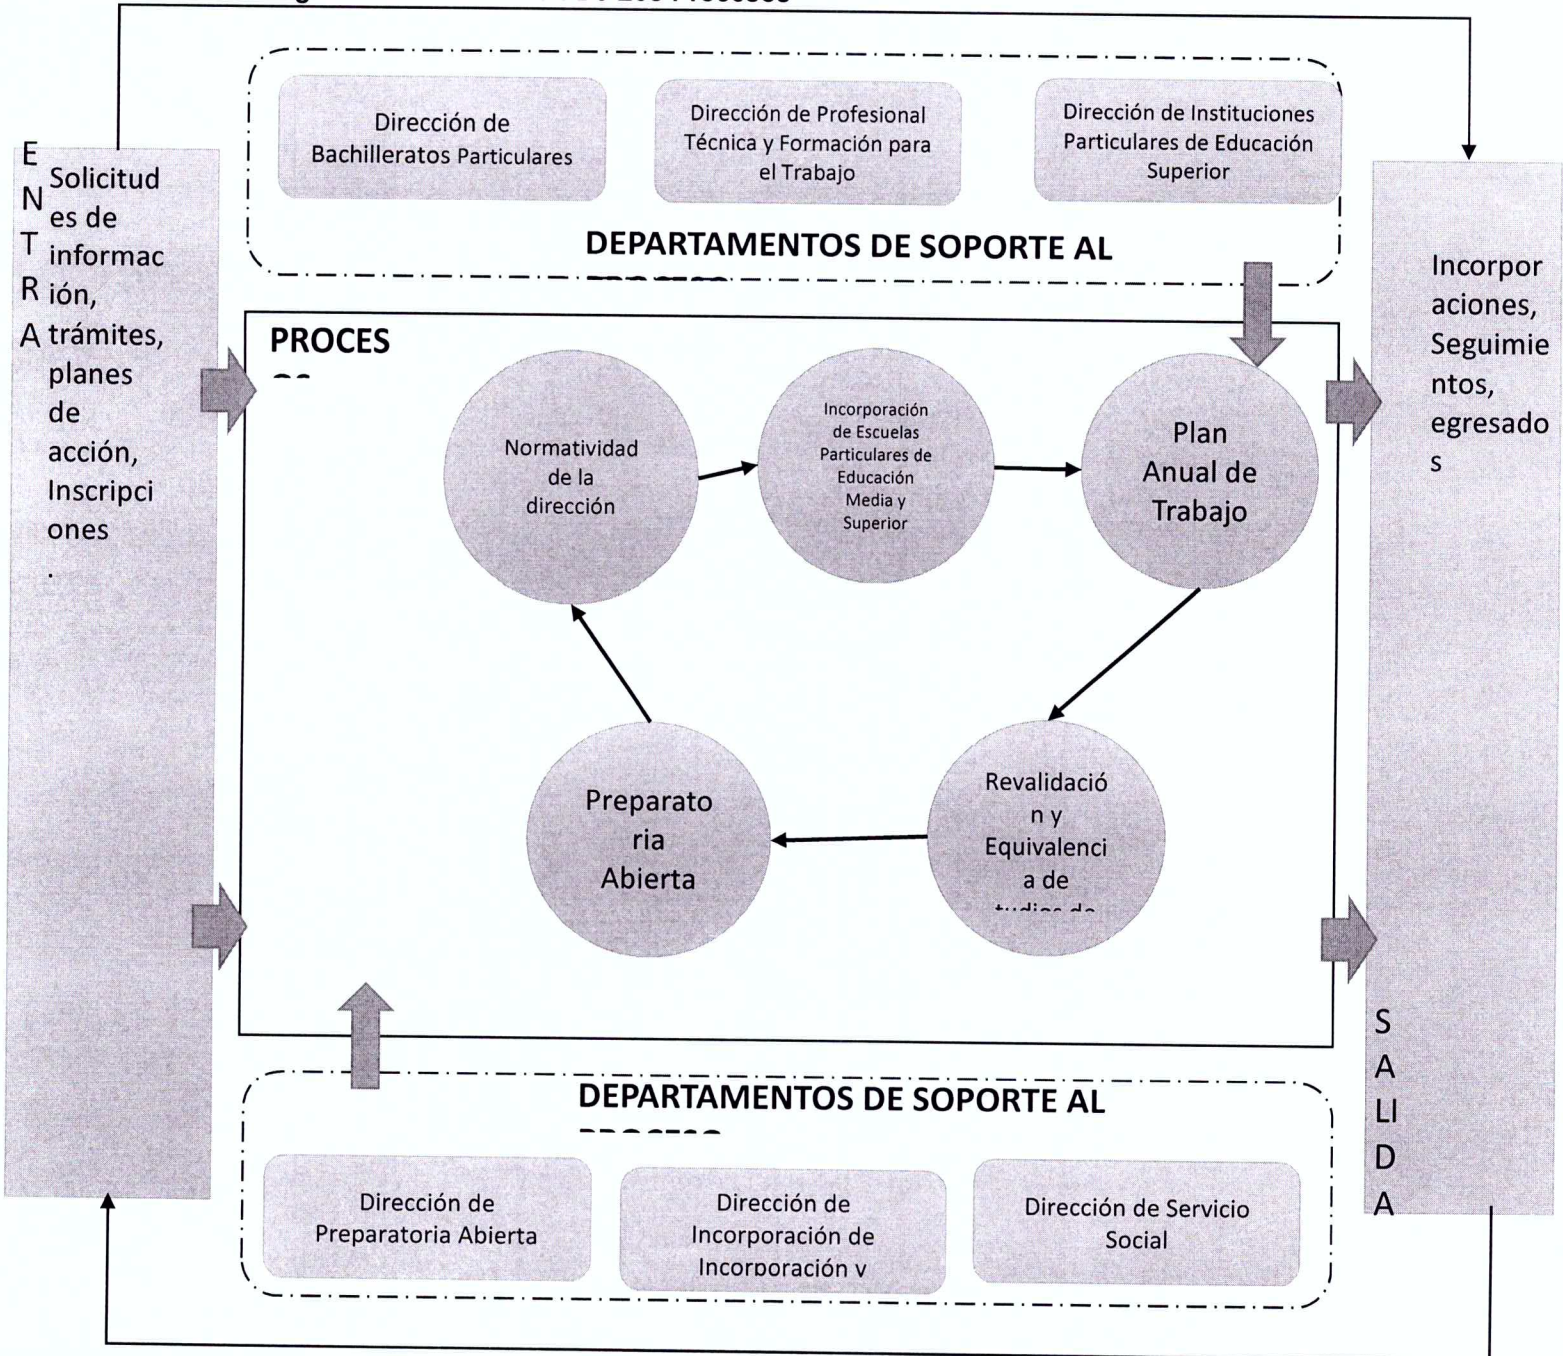 E
N
T
R
A
Solicitud
es de
informac
ión,
trámites,
planes
de
acción,
Inscripci
ones
.
Dirección de
Bachilleratos Particulares
Dirección de Profesional
Técnica y Formación para
el Trabajo
Dirección de Instituciones
Particulares de Educación
Superior
DEPARTAMENTOS DE SOPORTE AL
PROCES
Normatividad
de la
dirección
Incorporación
de Escuelas
Particulares de
Educación
Media y
Superior
Plan
Anual de
Trabajo
Preparato
ria
Abierta
Revalidació
n y
Equivalenci
a de
Incorpor
aciones,
Seguimie
ntos,
egresado
s
S
A
LI
D
A
DEPARTAMENTOS DE SOPORTE AL
Dirección de
Preparatoria Abierta
Dirección de
Incorporación de
Incorporación y
Dirección de Servicio
Social